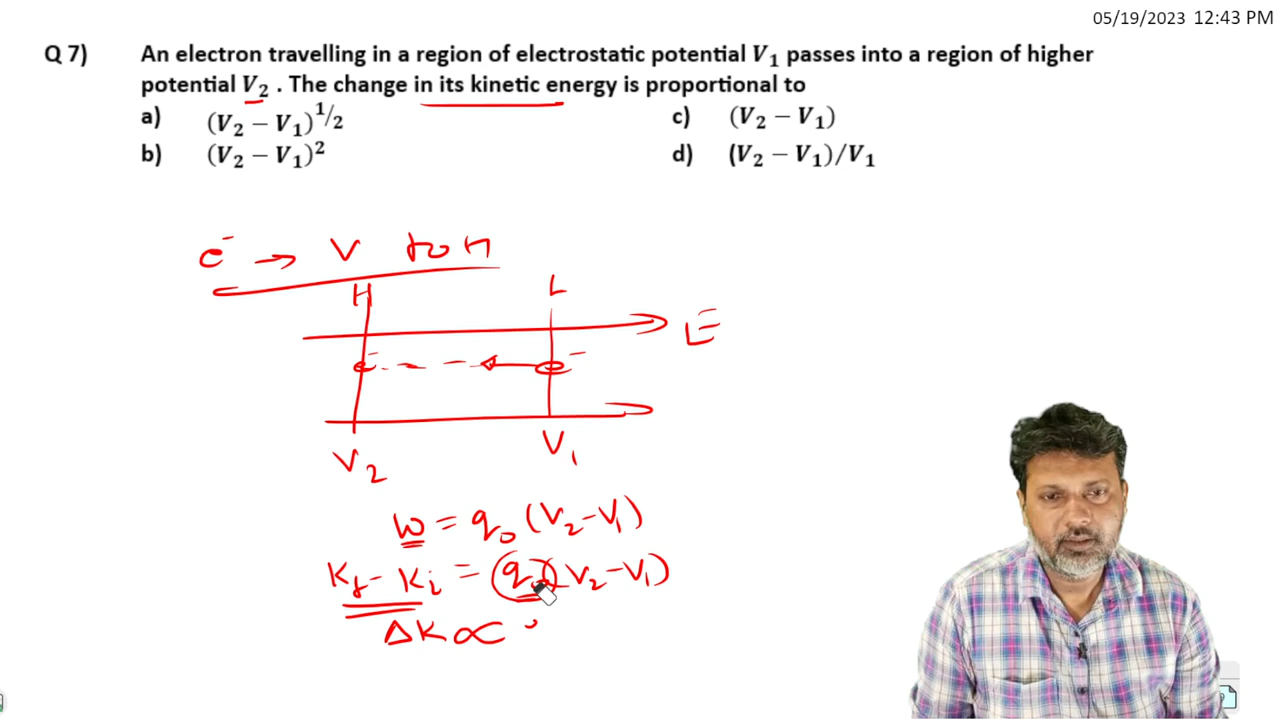 05/19/2023 12:43 PM
Q 7) An electron travelling in a region of electrostatic potential V₁ passes into a region of higher
potential V₂ . The change in its kinetic energy is proportional to
a) (V₂ − V₁)^1/2 c) (V₂ − V₁)
b) (V₂ − V₁)² d) (V₂ − V₁)/V₁
e⁻ → V to H
H L
E
e⁻ e⁻
V₂ V₁
W = q₀ (V₂ − V₁)
K_f − K_i = q₀ (V₂ − V₁)
ΔK ∝